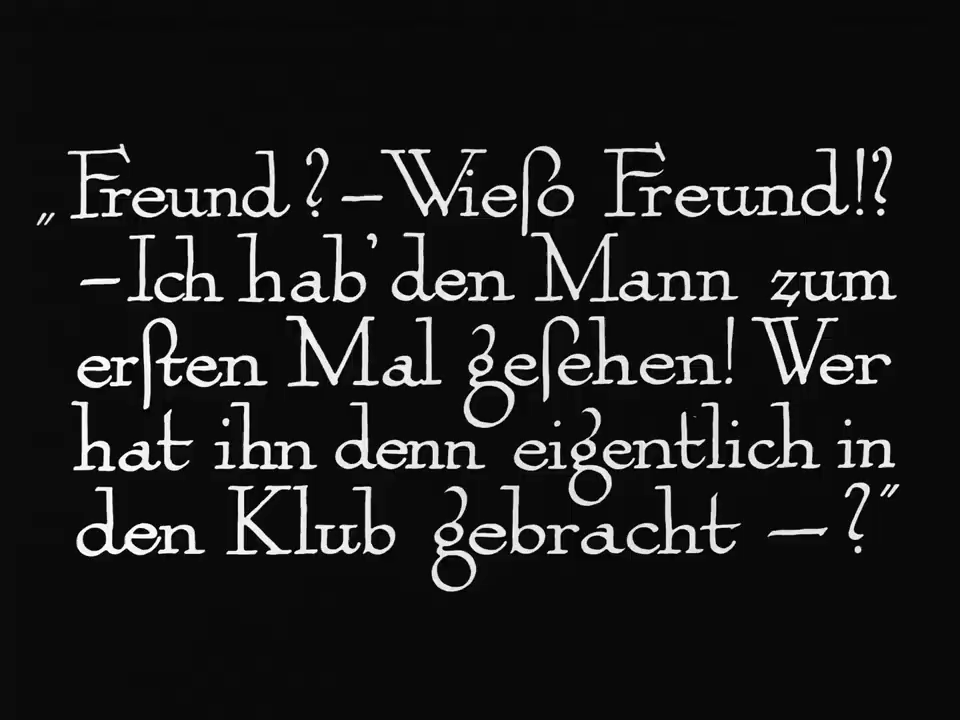 „Freund? – Wieſo Freund!?
– Ich hab' den Mann zum
erſten Mal geſehen! Wer
hat ihn denn eigentlich in
den Klub gebracht – ?"